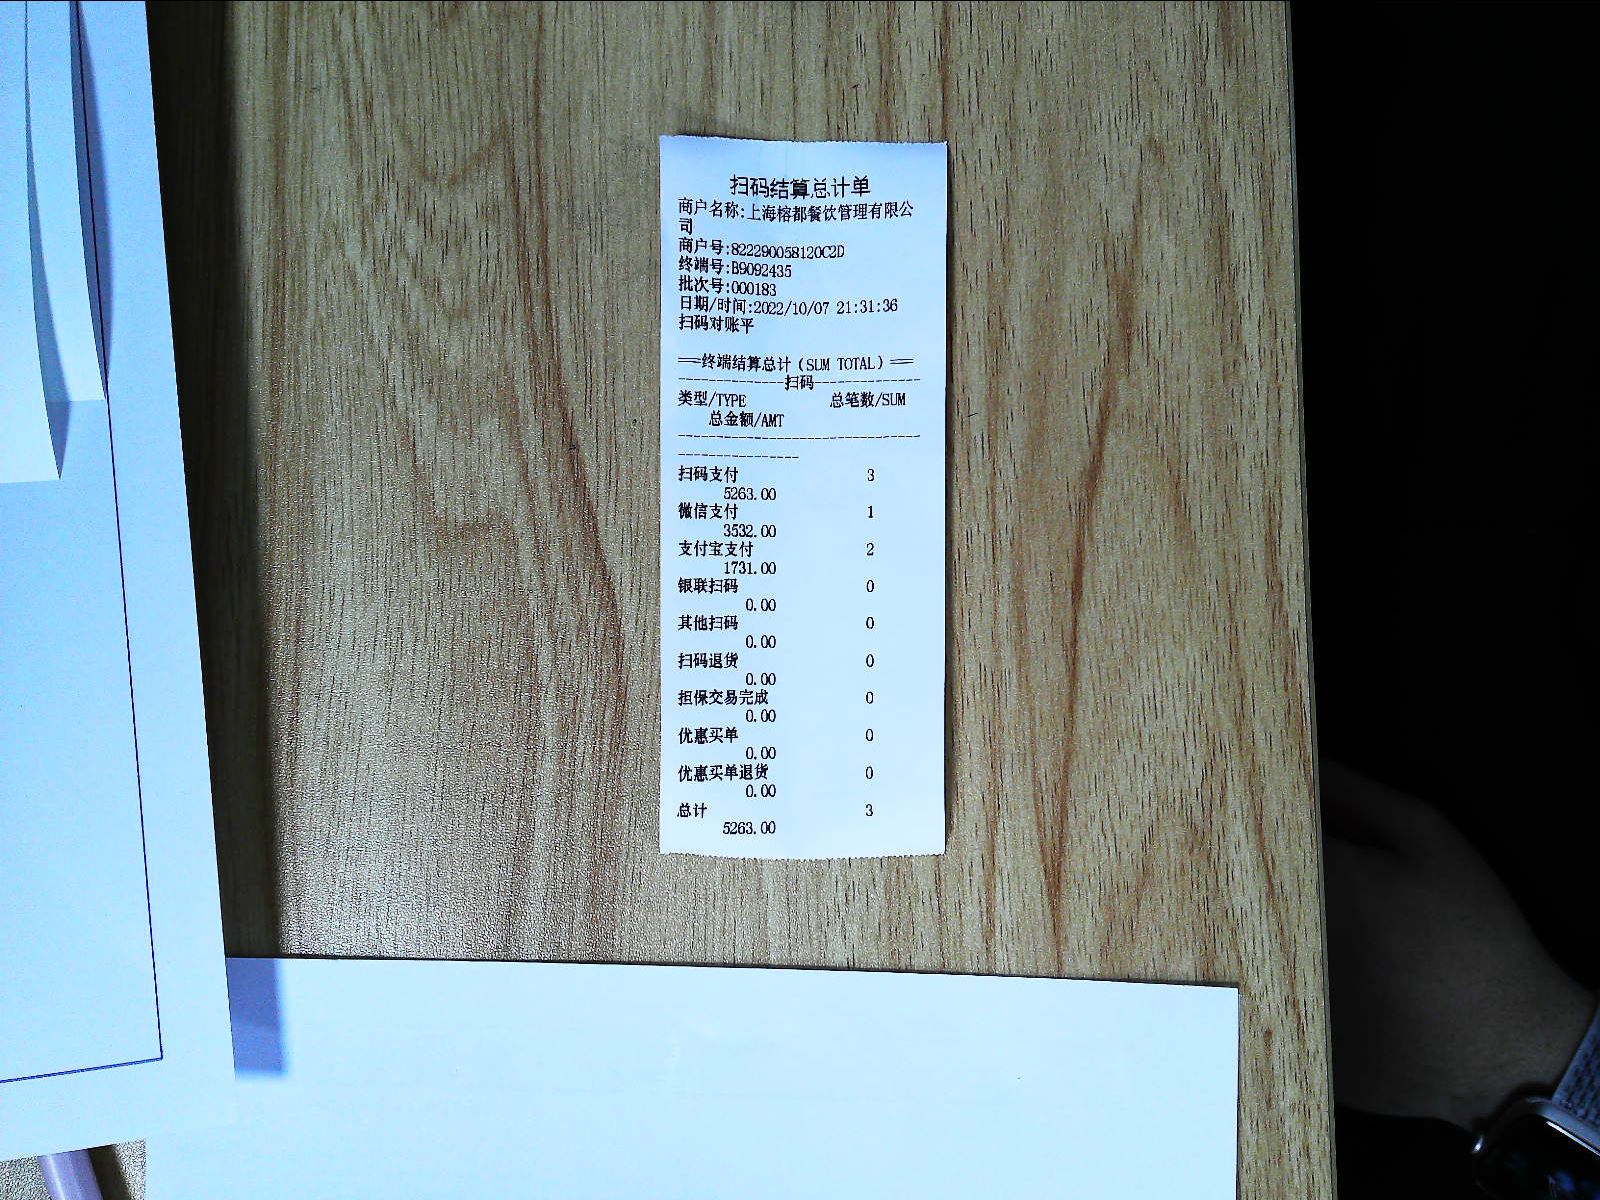 扫码结算总计单
商户名称:上海榕都餐饮管理有限公
司
商户号:822290058120C2D
终端号:B9092435
批次号:000183
日期/时间:2022/10/07 21:31:36
扫码对账平
══终端结算总计(SUM TOTAL)══
--------------扫码--------------
类型/TYPE 总笔数/SUM
总金额/AMT
--------------------------------
----------------
扫码支付 3
5263.00
微信支付 1
3532.00
支付宝支付 2
1731.00
银联扫码 0
0.00
其他扫码 0
0.00
扫码退货 0
0.00
担保交易完成 0
0.00
优惠买单 0
0.00
优惠买单退货 0
0.00
总计 3
5263.00